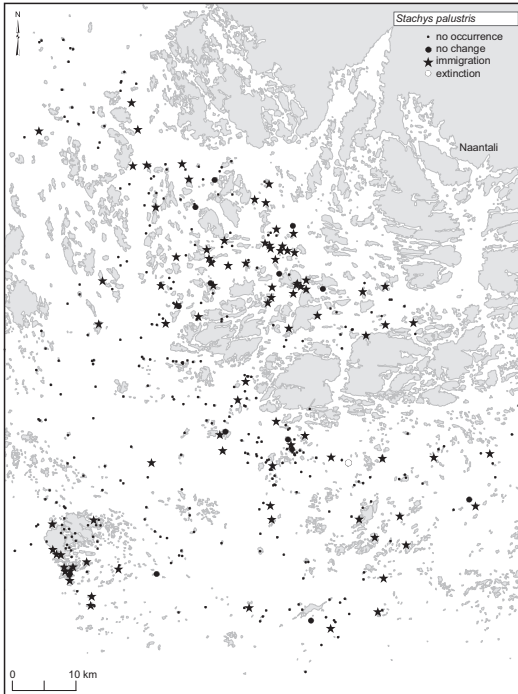 N
Stachys palustris
no occurrence
no change
immigration
extinction
Naantali
0 10 km